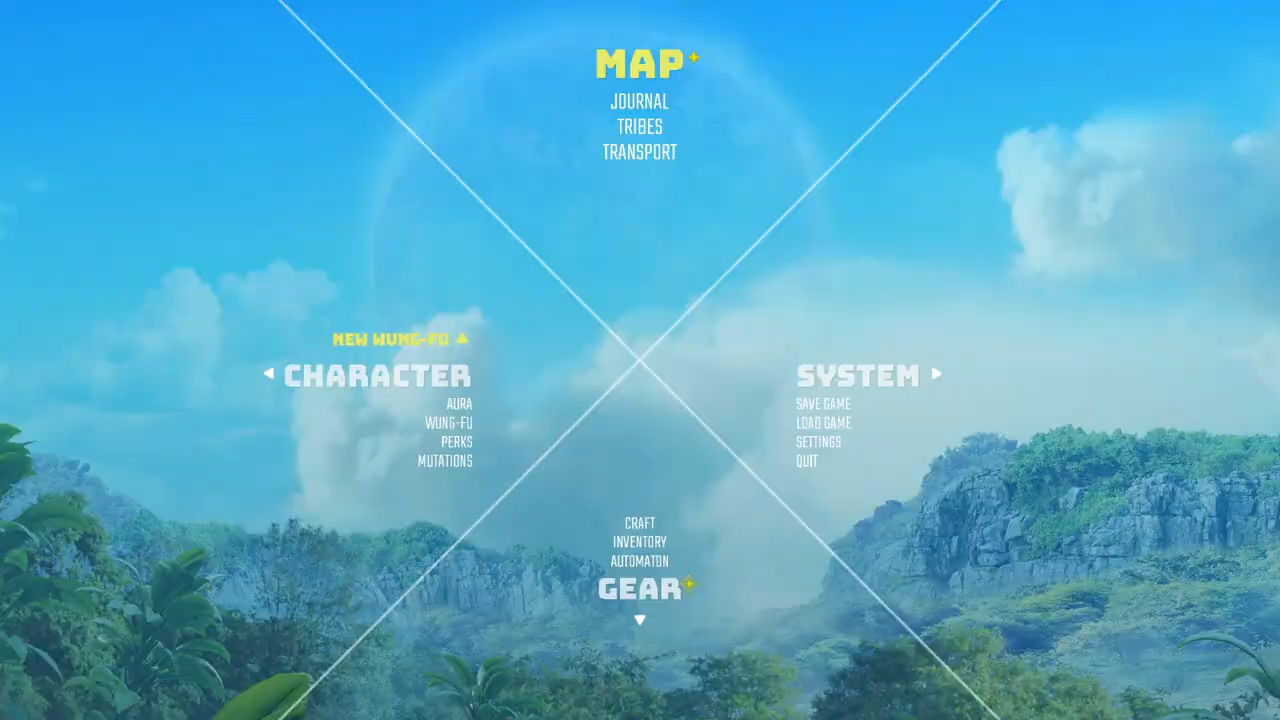 MAP
JOURNAL
TRIBES
TRANSPORT
NEW WUNG-FU
CHARACTER
AURA
WUNG-FU
PERKS
MUTATIONS
SYSTEM
SAVE GAME
LOAD GAME
SETTINGS
QUIT
CRAFT
INVENTORY
AUTOMATON
GEAR